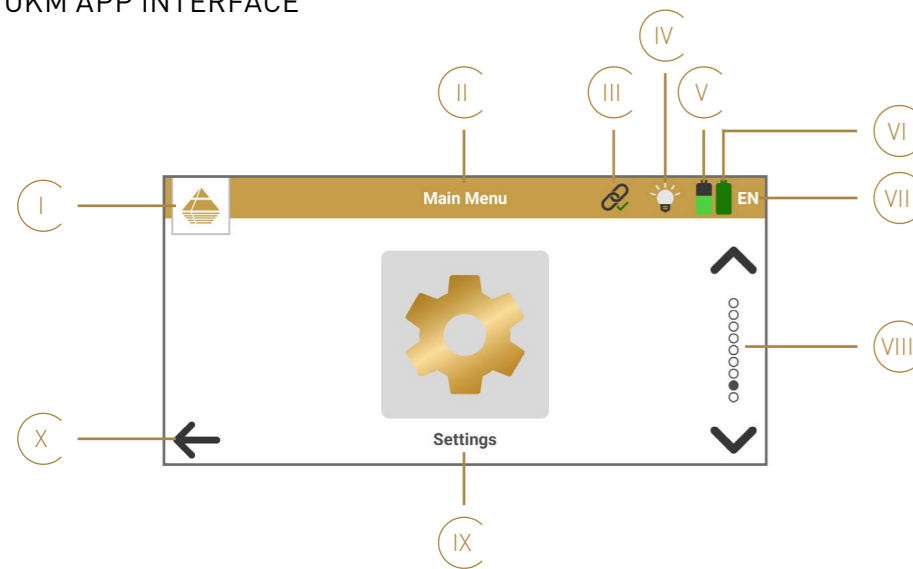 UKM APP INTERFACE
IV
II
III
V
VI
I
Main Menu
EN
VII
VIII
X
Settings
IX